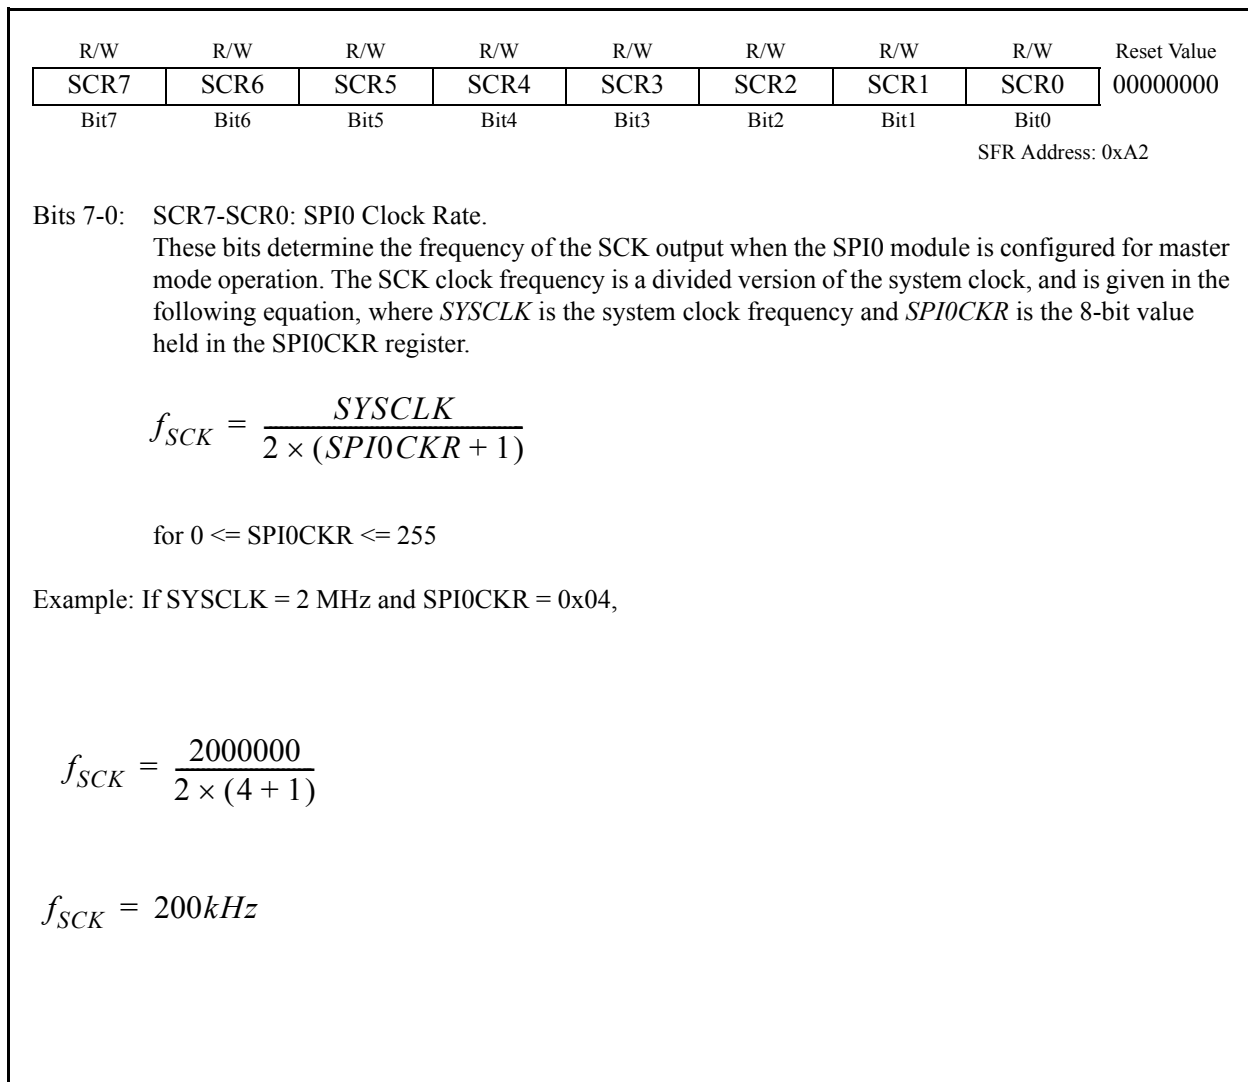 R/W R/W R/W R/W R/W R/W R/W R/W Reset Value
SCR7 SCR6 SCR5 SCR4 SCR3 SCR2 SCR1 SCR0 00000000
Bit7 Bit6 Bit5 Bit4 Bit3 Bit2 Bit1 Bit0
SFR Address: 0xA2
Bits 7-0: SCR7-SCR0: SPI0 Clock Rate.
These bits determine the frequency of the SCK output when the SPI0 module is configured for master
mode operation. The SCK clock frequency is a divided version of the system clock, and is given in the
following equation, where SYSCLK is the system clock frequency and SPI0CKR is the 8-bit value
held in the SPI0CKR register.
f_SCK = SYSCLK / 2 × (SPI0CKR + 1)
for 0 <= SPI0CKR <= 255
Example: If SYSCLK = 2 MHz and SPI0CKR = 0x04,
f_SCK = 2000000 / 2 × (4 + 1)
f_SCK = 200kHz